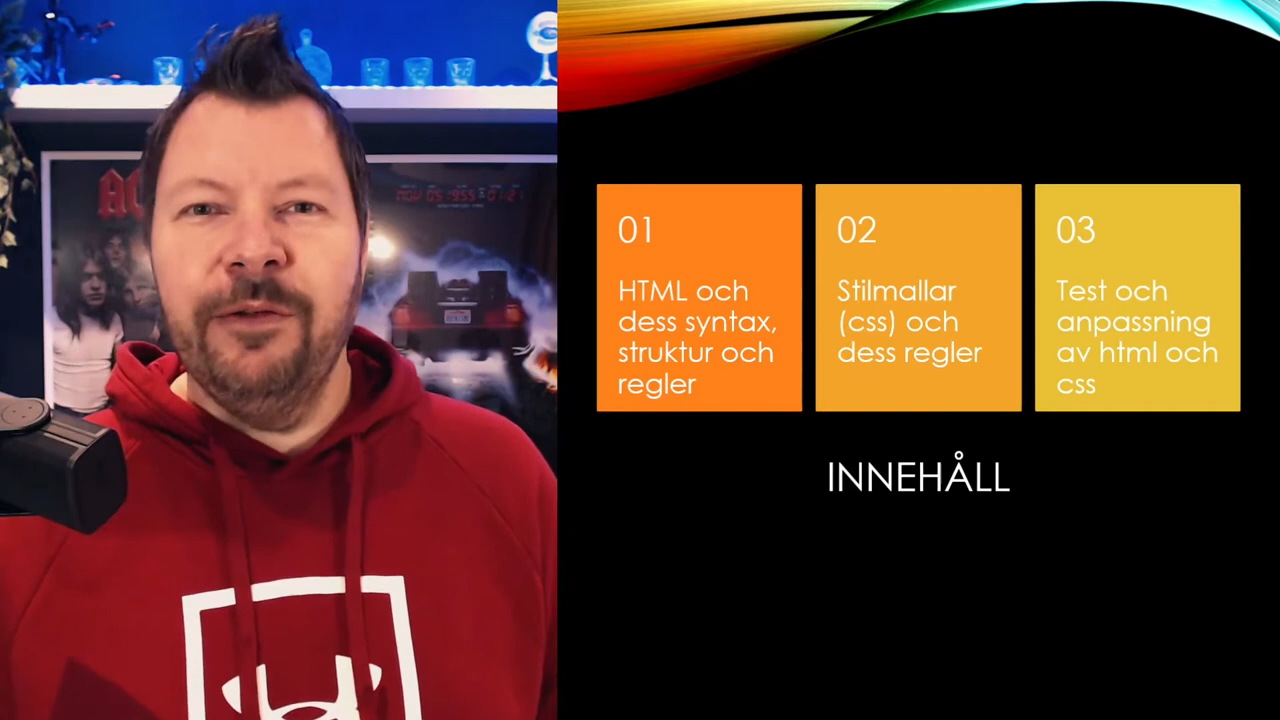 AC
01
HTML och
dess syntax,
struktur och
regler
02
Stilmallar
(css) och
dess regler
03
Test och
anpassning
av html och
css
INNEHÅLL